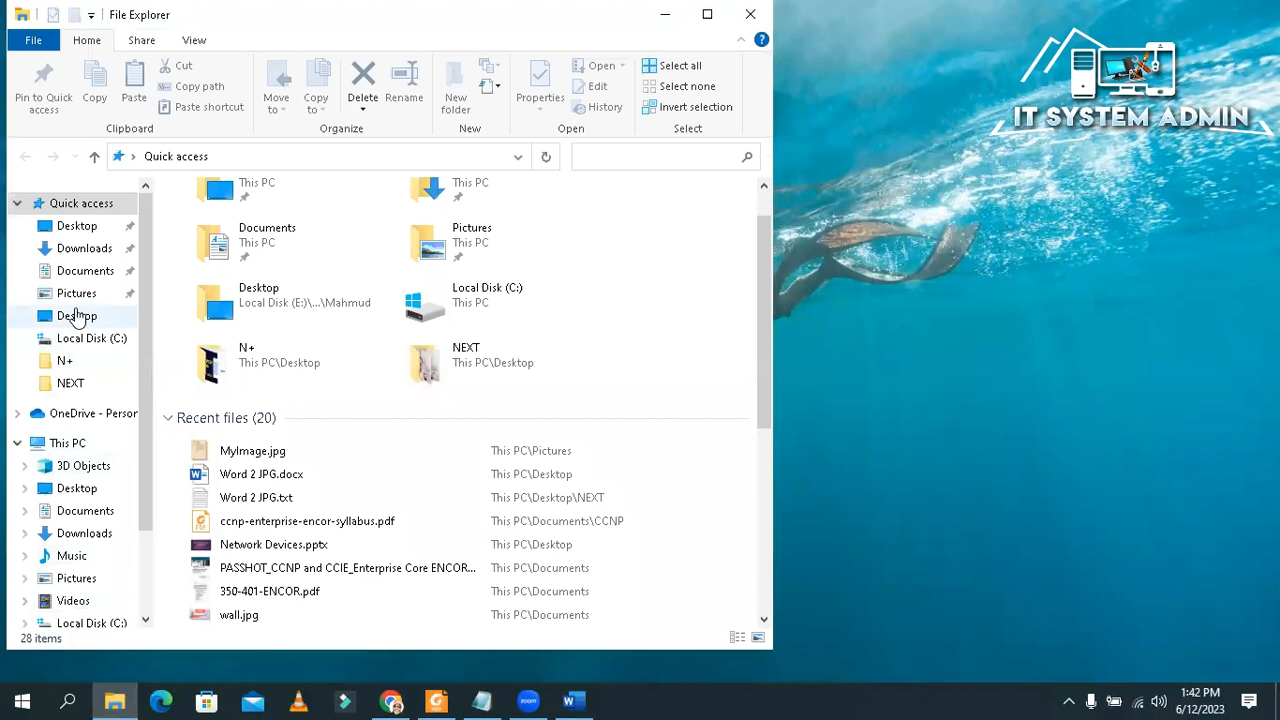 File Explorer
File Home Share View
Pin to Quick access
Copy
Paste
Cut
Copy path
Paste shortcut
Clipboard
Move to
Copy to
Delete
Rename
Organize
New folder
New
Properties
Open
Edit
History
Open
Select all
Select none
Invert selection
Select
Quick access
Quick access
Desktop
Downloads
Documents
Pictures
Desktop
Local Disk (C:)
N+
NEXT
OneDrive - Person
This PC
3D Objects
Desktop
Documents
Downloads
Music
Pictures
Videos
Local Disk (C:)
This PC
This PC
Documents
This PC
Pictures
This PC
Desktop
Local Disk (E:)\...\Mahmud
Local Disk (C:)
This PC
N+
This PC\Desktop
NEXT
This PC\Desktop
Recent files (20)
MyImage.jpg This PC\Pictures
Word 2 JPG.docx This PC\Desktop
Word 2 JPG.txt This PC\Desktop\NEXT
ccnp-enterprise-encor-syllabus.pdf This PC\Documents\CCNP
Network Devices.pptx This PC\Desktop
PASSHOT_CCNP and CCIE_Enterprise Core ENCOR... This PC\Documents
350-401-ENCOR.pdf This PC\Documents
wall.jpg This PC\Documents
28 items
IT SYSTEM ADMIN
zoom
1:42 PM
6/12/2023